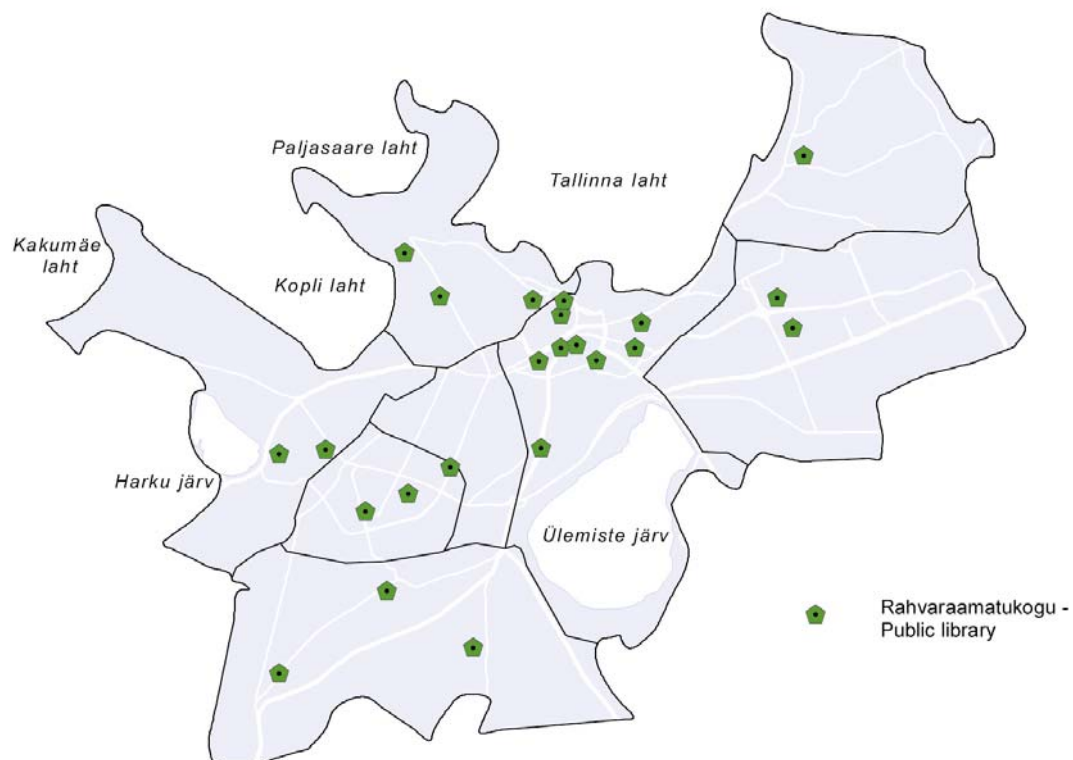 Paljasaare laht
Tallinna laht
Kakumäe
laht
Kopli laht
Harku järv
Ülemiste järv
Rahvaraamatukogu -
Public library